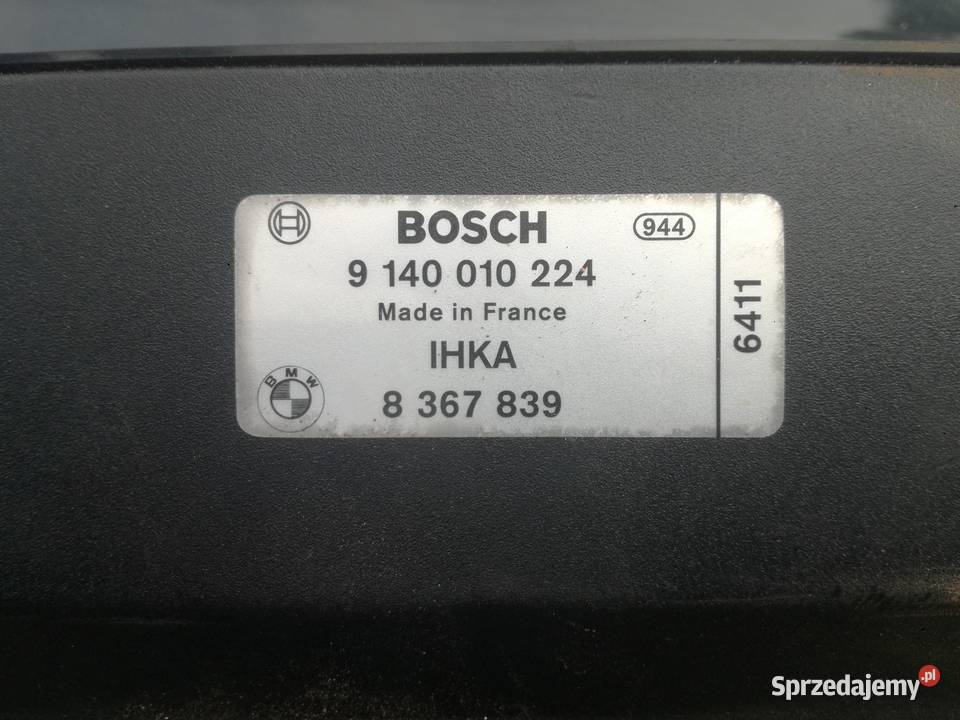 BOSCH
944
9 140 010 224
Made in France
IHKA
BMW
8 367 839
6411
Sprzedajemy.pl